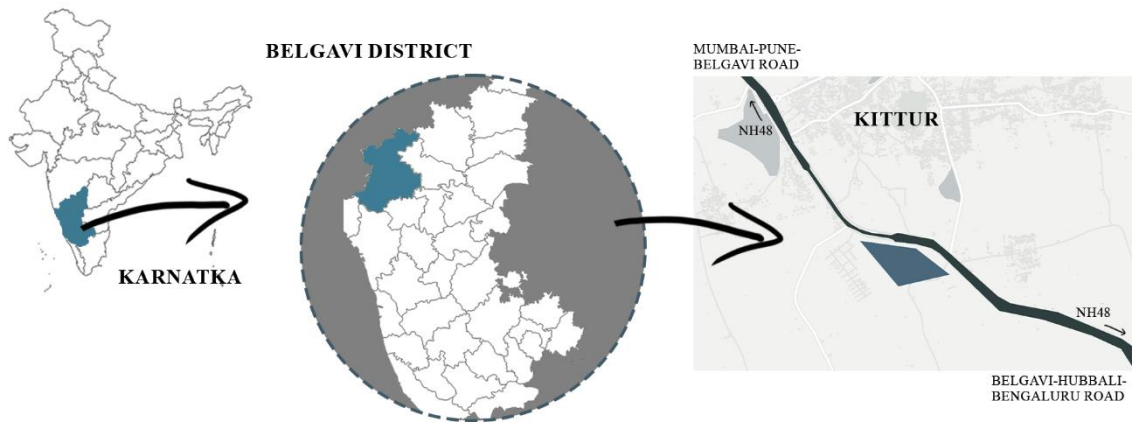 BELGAVI DISTRICT
KARNATKA
MUMBAI-PUNE-
BELGAVI ROAD
NH48
KITTUR
NH48
BELGAVI-HUBBALI-
BENGALURU ROAD